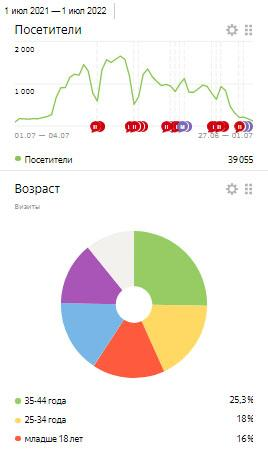 1 июл 2021 — 1 июл 2022
Посетители
2 000
1 000
01.07 — 04.07
27.06 — 01.07
Посетители 39 055
Возраст
Визиты
35-44 года 25,3%
25-34 года 18%
младше 18 лет 16%